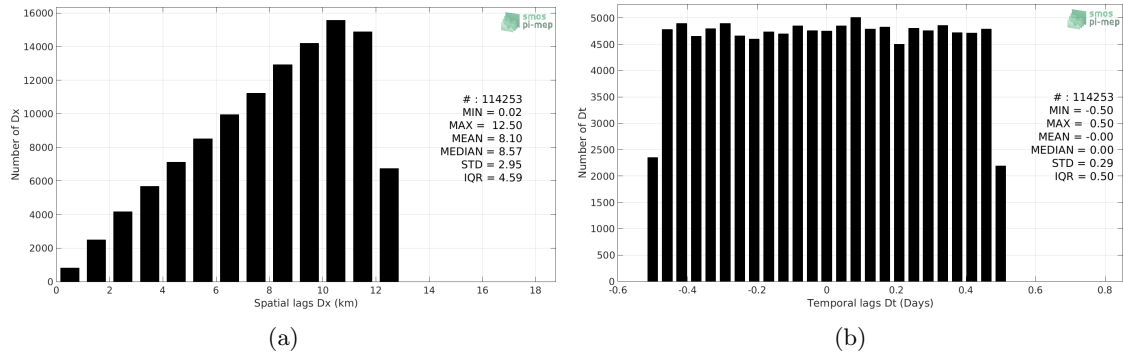 16000
14000
12000
10000
8000
6000
4000
2000
0
Number of Dx
smos
pi-mep
# : 114253
MIN = 0.02
MAX = 12.50
MEAN = 8.10
MEDIAN = 8.57
STD = 2.95
IQR = 4.59
0 2 4 6 8 10 12 14 16 18
Spatial lags Dx (km)
(a)
5000
4500
4000
3500
3000
2500
2000
1500
1000
500
0
Number of Dt
smos
pi-mep
# : 114253
MIN = -0.50
MAX = 0.50
MEAN = -0.00
MEDIAN = 0.00
STD = 0.29
IQR = 0.50
-0.6 -0.4 -0.2 0 0.2 0.4 0.6 0.8
Temporal lags Dt (Days)
(b)